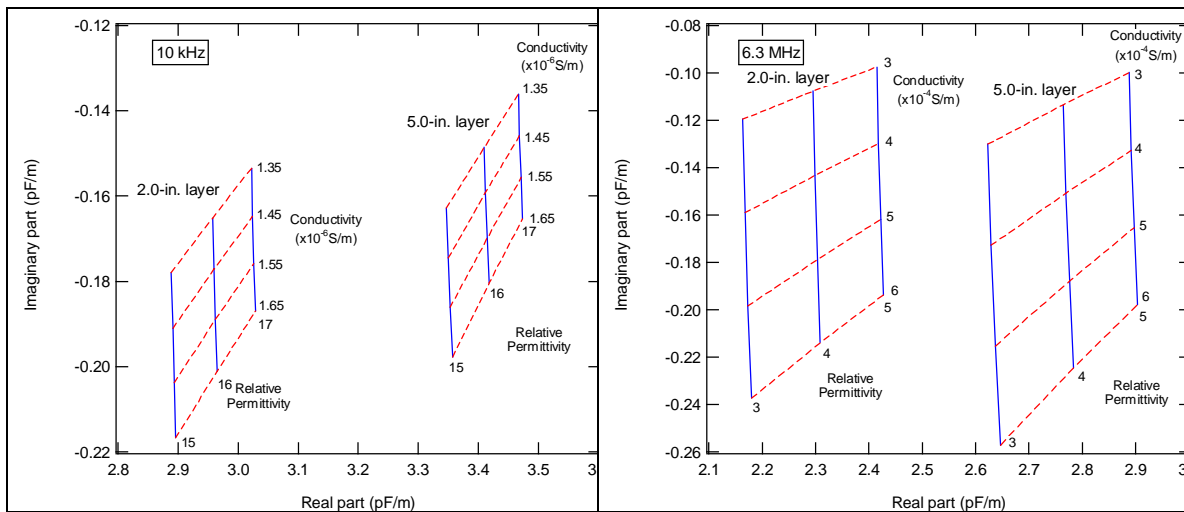 10 kHz
Conductivity
(x10-6S/m)
1.35
5.0-in. layer
1.45
1.55
1.65
17
16
15
Relative
Permittivity
2.0-in. layer
1.35
1.45
Conductivity
(x10-6S/m)
1.55
1.65
17
16
Relative
Permittivity
15
-0.12
-0.14
-0.16
-0.18
-0.20
-0.22
Imaginary part (pF/m)
2.8
2.9
3.0
3.1
3.2
3.3
3.4
3.5
3
Real part (pF/m)
6.3 MHz
2.0-in. layer
3
Conductivity
(x10-4S/m)
4
5
6
5
4
Relative
Permittivity
3
Conductivity
(x10-4S/m)
3
5.0-in. layer
4
5
6
5
4
Relative
Permittivity
3
-0.08
-0.10
-0.12
-0.14
-0.16
-0.18
-0.20
-0.22
-0.24
-0.26
Imaginary part (pF/m)
2.1
2.2
2.3
2.4
2.5
2.6
2.7
2.8
2.9
3
Real part (pF/m)